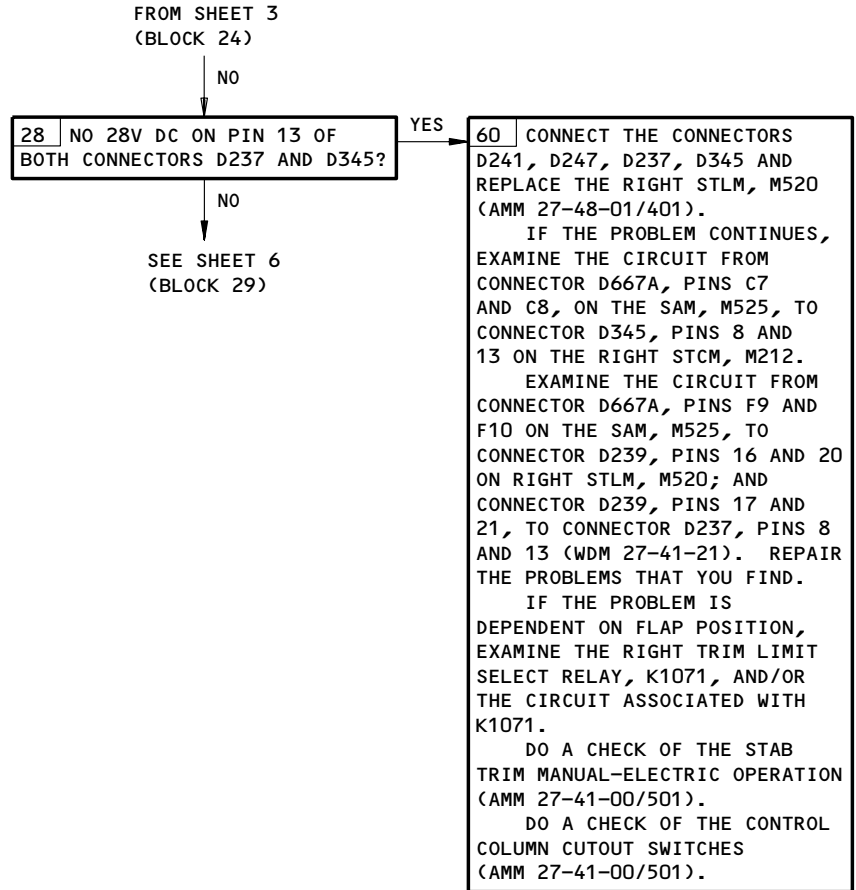 FROM SHEET 3
(BLOCK 24)
NO
28 NO 28V DC ON PIN 13 OF
BOTH CONNECTORS D237 AND D345?
YES
NO
SEE SHEET 6
(BLOCK 29)
60 CONNECT THE CONNECTORS
D241, D247, D237, D345 AND
REPLACE THE RIGHT STLM, M520
(AMM 27-48-01/401).
IF THE PROBLEM CONTINUES,
EXAMINE THE CIRCUIT FROM
CONNECTOR D667A, PINS C7
AND C8, ON THE SAM, M525, TO
CONNECTOR D345, PINS 8 AND
13 ON THE RIGHT STCM, M212.
EXAMINE THE CIRCUIT FROM
CONNECTOR D667A, PINS F9 AND
F10 ON THE SAM, M525, TO
CONNECTOR D239, PINS 16 AND 20
ON RIGHT STLM, M520; AND
CONNECTOR D239, PINS 17 AND
21, TO CONNECTOR D237, PINS 8
AND 13 (WDM 27-41-21). REPAIR
THE PROBLEMS THAT YOU FIND.
IF THE PROBLEM IS
DEPENDENT ON FLAP POSITION,
EXAMINE THE RIGHT TRIM LIMIT
SELECT RELAY, K1071, AND/OR
THE CIRCUIT ASSOCIATED WITH
K1071.
DO A CHECK OF THE STAB
TRIM MANUAL-ELECTRIC OPERATION
(AMM 27-41-00/501).
DO A CHECK OF THE CONTROL
COLUMN CUTOUT SWITCHES
(AMM 27-41-00/501).